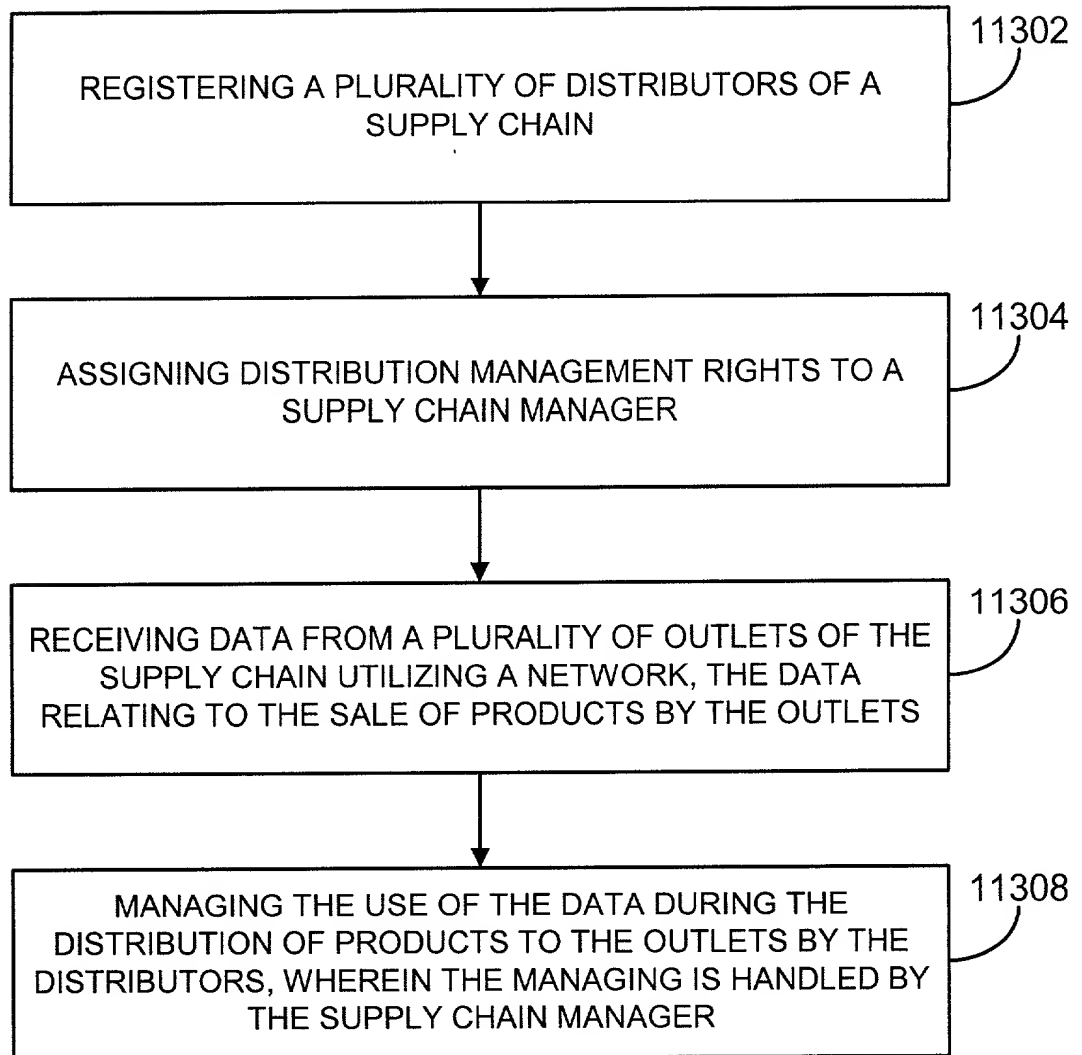 11302
REGISTERING A PLURALITY OF DISTRIBUTORS OF A
SUPPLY CHAIN
11304
ASSIGNING DISTRIBUTION MANAGEMENT RIGHTS TO A
SUPPLY CHAIN MANAGER
11306
RECEIVING DATA FROM A PLURALITY OF OUTLETS OF THE
SUPPLY CHAIN UTILIZING A NETWORK, THE DATA
RELATING TO THE SALE OF PRODUCTS BY THE OUTLETS
11308
MANAGING THE USE OF THE DATA DURING THE
DISTRIBUTION OF PRODUCTS TO THE OUTLETS BY THE
DISTRIBUTORS, WHEREIN THE MANAGING IS HANDLED BY
THE SUPPLY CHAIN MANAGER